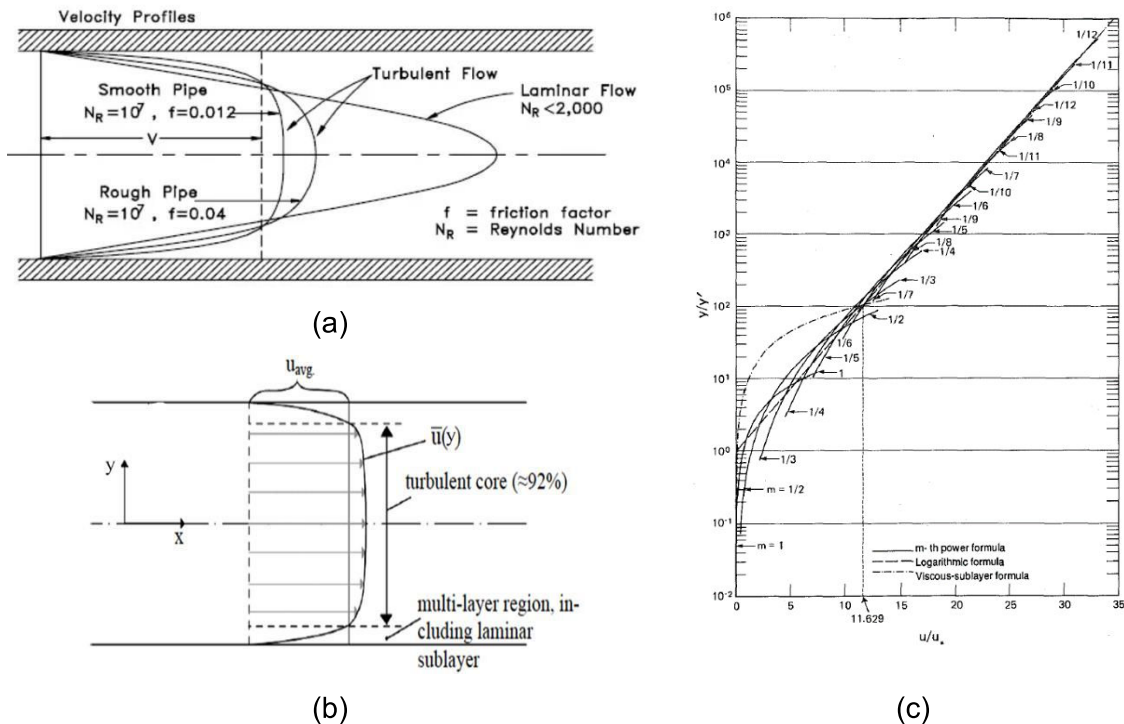 Velocity Profiles
Smooth Pipe
N_R=10^7, f=0.012
V
Rough Pipe
N_R=10^7, f=0.04
Turbulent Flow
Laminar Flow
N_R<2,000
f = friction factor
N_R = Reynolds Number
(a)
u_avg.
y
x
ū(y)
turbulent core (≈92%)
multi-layer region, in-
cluding laminar
sublayer
(b)
y/y'
10^6
10^5
10^4
10^3
10^2
10^1
10^0
10^-1
10^-2
1/12
1/11
1/10
1/12
1/9
1/8
1/11
1/7
1/10
1/6
1/9
1/5
1/8
1/4
1/3
1/7
1/2
1/6
1/5
1
1/4
1/3
m = 1/2
m = 1
m- th power formula
Logarithmic formula
Viscous-sublayer formula
0
5
10
15
20
25
30
35
11.629
u/u_*
(c)